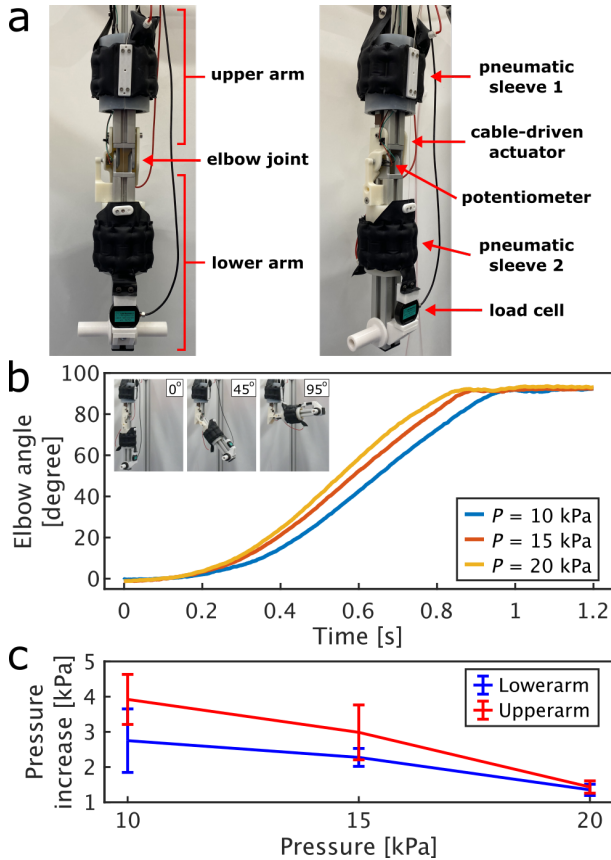 a
upper arm
elbow joint
lower arm
pneumatic
sleeve 1
cable-driven
actuator
potentiometer
pneumatic
sleeve 2
load cell
b
Elbow angle
[degree]
100
80
60
40
20
0
0°
45°
95°
P = 10 kPa
P = 15 kPa
P = 20 kPa
0
0.2
0.4
0.6
0.8
1
1.2
Time [s]
c
Pressure
increase [kPa]
5
4
3
2
1
Lowerarm
Upperarm
10
15
20
Pressure [kPa]